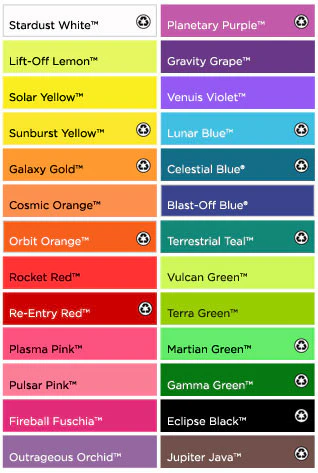 Stardust White™
Lift-Off Lemon™
Solar Yellow™
Sunburst Yellow™
Galaxy Gold™
Cosmic Orange™
Orbit Orange™
Rocket Red™
Re-Entry Red™
Plasma Pink™
Pulsar Pink™
Fireball Fuschia™
Outrageous Orchid™
Planetary Purple™
Gravity Grape™
Venuis Violet™
Lunar Blue™
Celestial Blue®
Blast-Off Blue®
Terrestrial Teal™
Vulcan Green™
Terra Green™
Martian Green™
Gamma Green™
Eclipse Black™
Jupiter Java™